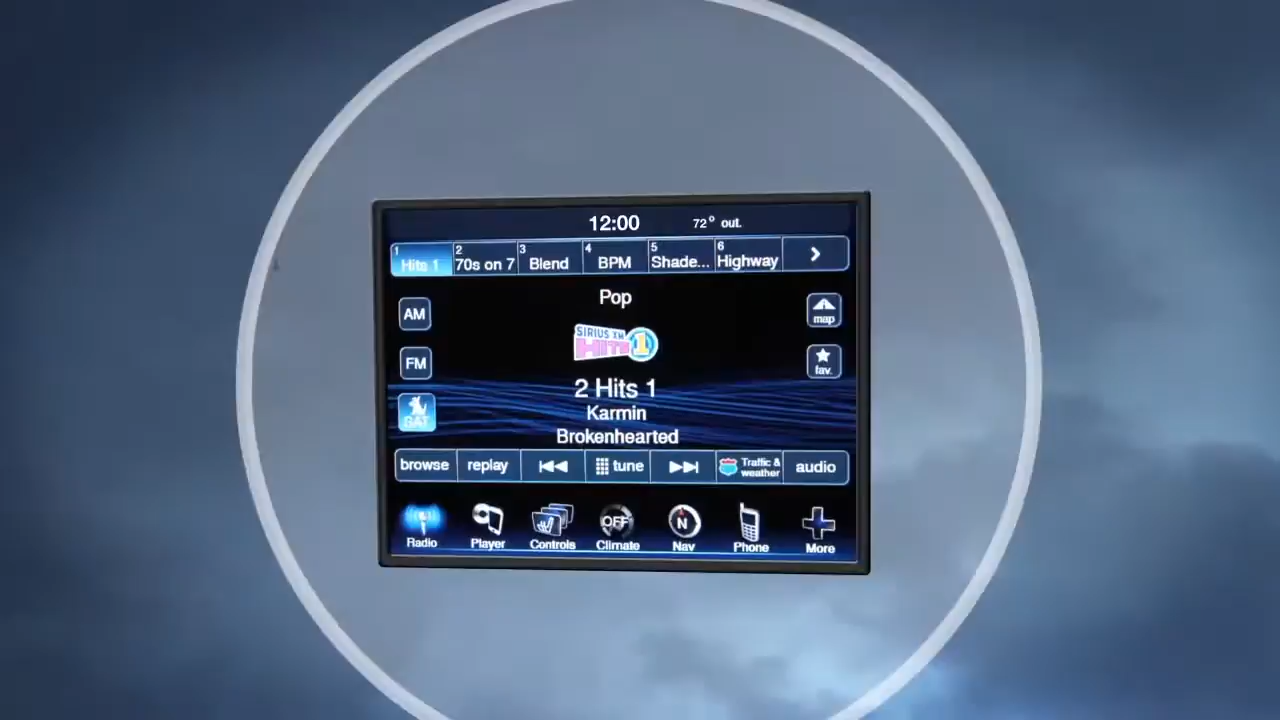 12:00 72° out.
1 Hits 1
2 70s on 7
3 Blend
4 BPM
5 Shade...
6 Highway
>
Pop
AM
map
SIRIUS XM
HITS 1
FM
fav.
2 Hits 1
SAT
Karmin
Brokenhearted
browse replay tune Traffic & weather audio
OFF N
Radio Player Controls Climate Nav Phone More